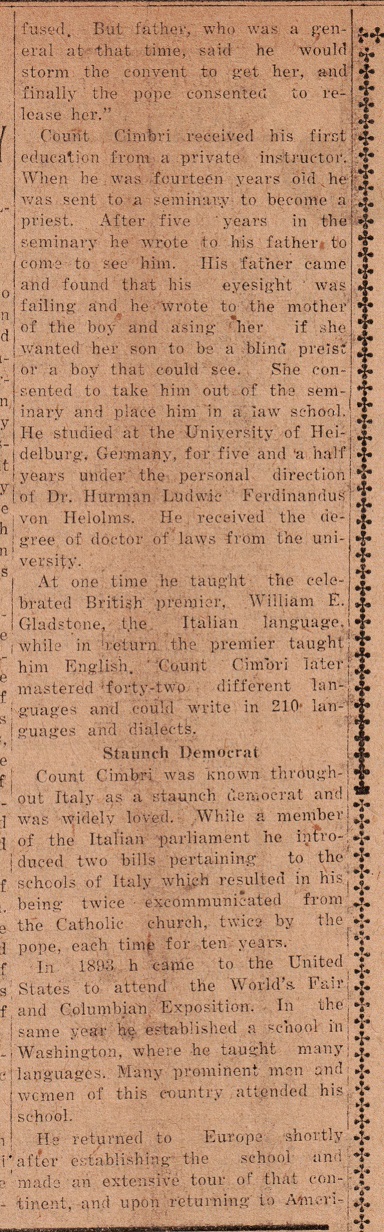 fused. But father, who was a gen-
eral at that time, said he would
storm the convent to get her, and
finally the pope consented to re-
lease her."
Count Cimbri received his first
education from a private instructor.
When he was fourteen years old he
was sent to a seminary to become a
priest. After five years in the
seminary he wrote to his father to
come to see him. His father came
and found that his eyesight was
failing and he wrote to the mother
of the boy and asing her if she
wanted her son to be a blind preist
or a boy that could see. She con-
sented to take him out of the sem-
inary and place him in a law school.
He studied at the University of Hei-
delburg, Germany, for five and a half
years under the personal direction
of Dr. Hurman Ludwic Ferdinandus
von Helolms. He received the de-
gree of doctor of laws from the uni-
versity.
At one time he taught the cele-
brated British premier, William E.
Gladstone, the Italian language,
while in return the premier taught
him English. Count Cimbri later
mastered forty-two different lan-
guages and could write in 210 lan-
guages and dialects.
Staunch Democrat
Count Cimbri was known through-
out Italy as a staunch democrat and
was widely loved. While a member
of the Italian parliament he intro-
duced two bills pertaining to the
schools of Italy which resulted in his
being twice excommunicated from
the Catholic church, twice by the
pope, each time for ten years.
In 1893 h came to the United
States to attend the World's Fair
and Columbian Exposition. In the
same year he established a school in
Washington, where he taught many
languages. Many prominent men and
women of this country attended his
school.
He returned to Europe shortly
after establishing the school and
made an extensive tour of that con-
tinent, and upon returning to Ameri-